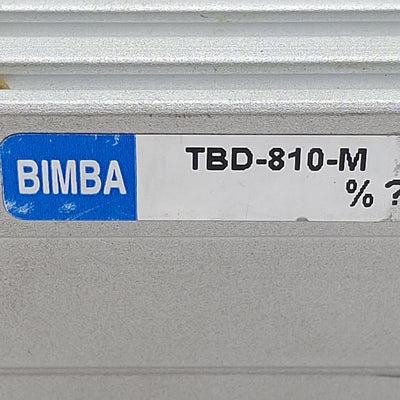 BIMBA
TBD-810-M
% ?